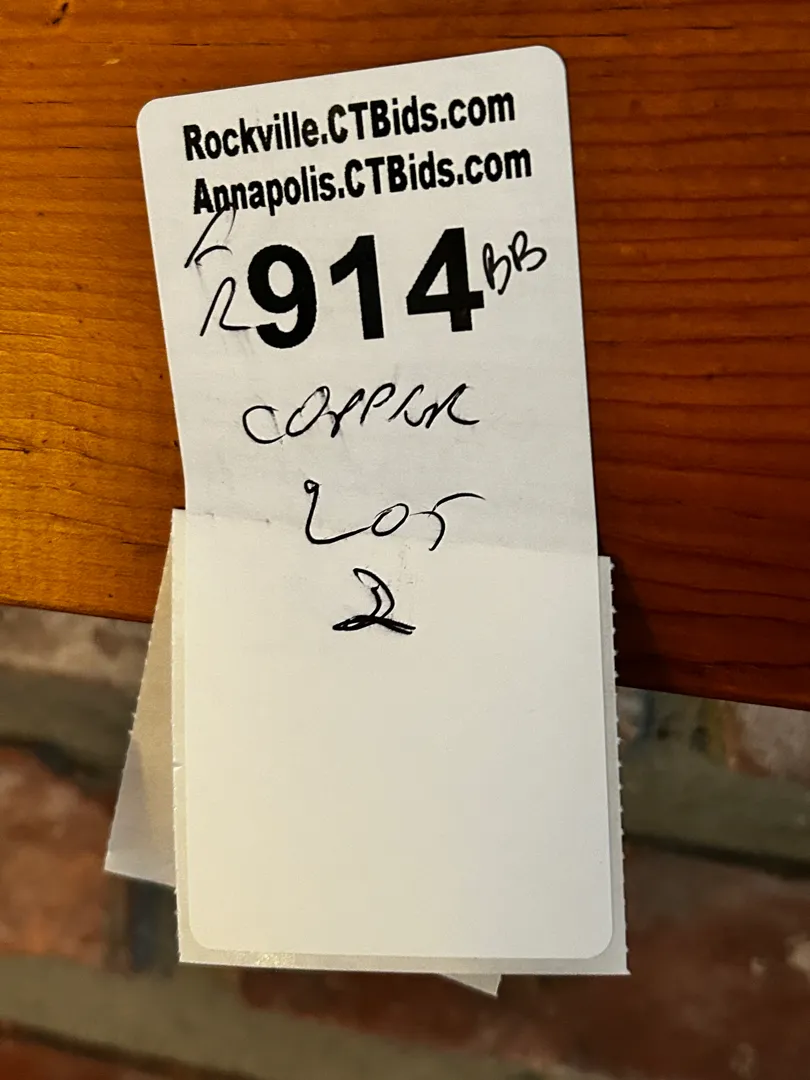 Rockville.CTBids.com
Annapolis.CTBids.com
R 914 BB
COPPER
LOT
2